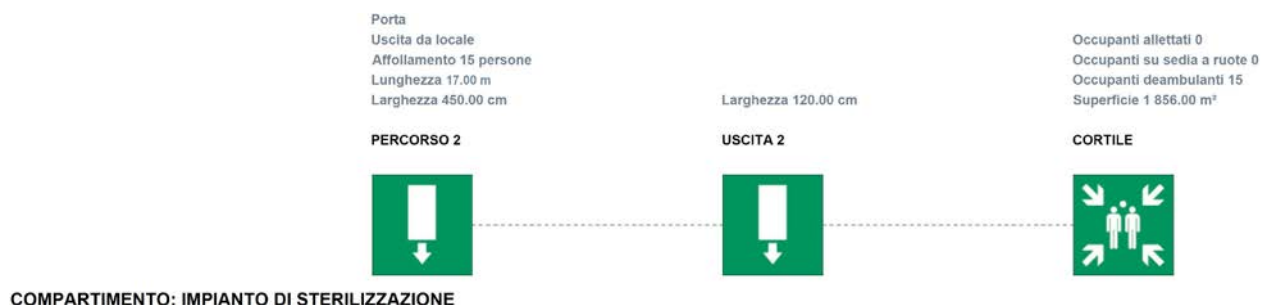 Porta
Uscita da locale
Affollamento 15 persone
Lunghezza 17.00 m
Larghezza 450.00 cm
PERCORSO 2
Larghezza 120.00 cm
USCITA 2
Occupanti allettati 0
Occupanti su sedia a ruote 0
Occupanti deambulanti 15
Superficie 1 856.00 m²
CORTILE
COMPARTIMENTO: IMPIANTO DI STERILIZZAZIONE